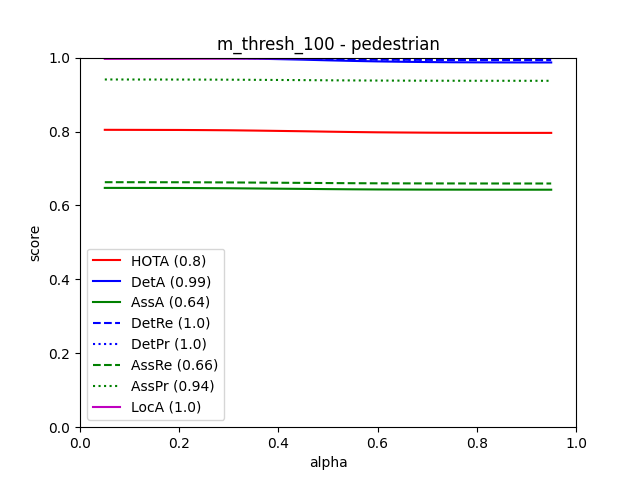 m_thresh_100 - pedestrian
1.0
0.8
0.6
0.4
0.2
0.0
score
HOTA (0.8)
DetA (0.99)
AssA (0.64)
DetRe (1.0)
DetPr (1.0)
AssRe (0.66)
AssPr (0.94)
LocA (1.0)
0.0 0.2 0.4 0.6 0.8 1.0
alpha